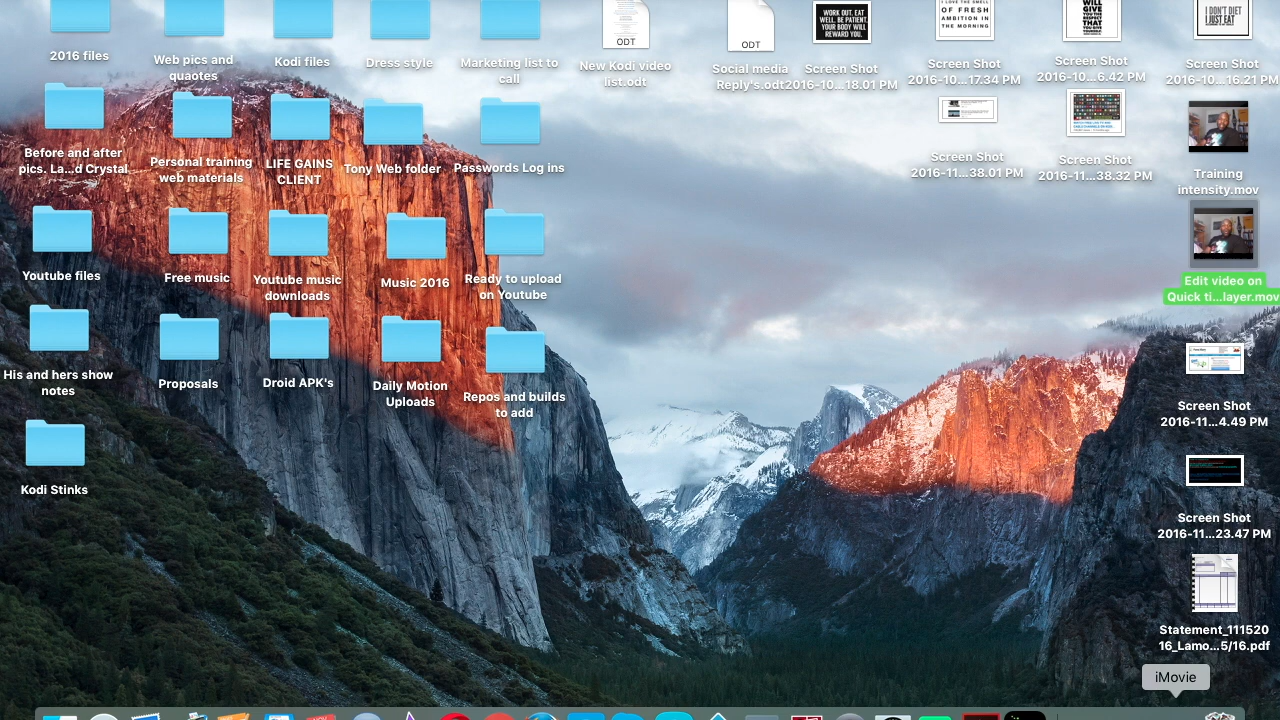 2016 files
Web pics and
quaotes
Kodi files
Dress style
Marketing list to
call
ODT
New Kodi video
list.odt
ODT
Social media
Reply's.odt
WORK OUT. EAT
WELL. BE PATIENT.
YOUR BODY WILL
REWARD YOU.
Screen Shot
2016-10...18.01 PM
I LOVE THE SMELL
OF FRESH
AMBITION IN
THE MORNING
Screen Shot
2016-10...17.34 PM
WILL
GIVE YOU
THE RESPECT
THAT YOU
GIVE
Screen Shot
2016-10...6.42 PM
I DON'T DIET
I JUST EAT
Screen Shot
2016-10...16.21 PM
Before and after
pics. La...d Crystal
Personal training
web materials
LIFE GAINS
CLIENT
Tony Web folder
Passwords Log ins
Screen Shot
2016-11...38.01 PM
Screen Shot
2016-11...38.32 PM
Training
intensity.mov
Youtube files
Free music
Youtube music
downloads
Music 2016
Ready to upload
on Youtube
Edit video on
Quick ti...layer.mov
His and hers show
notes
Proposals
Droid APK's
Daily Motion
Uploads
Repos and builds
to add
Screen Shot
2016-11...4.49 PM
Kodi Stinks
Screen Shot
2016-11...23.47 PM
Statement_111520
16_Lamo...5/16.pdf
iMovie
NOV